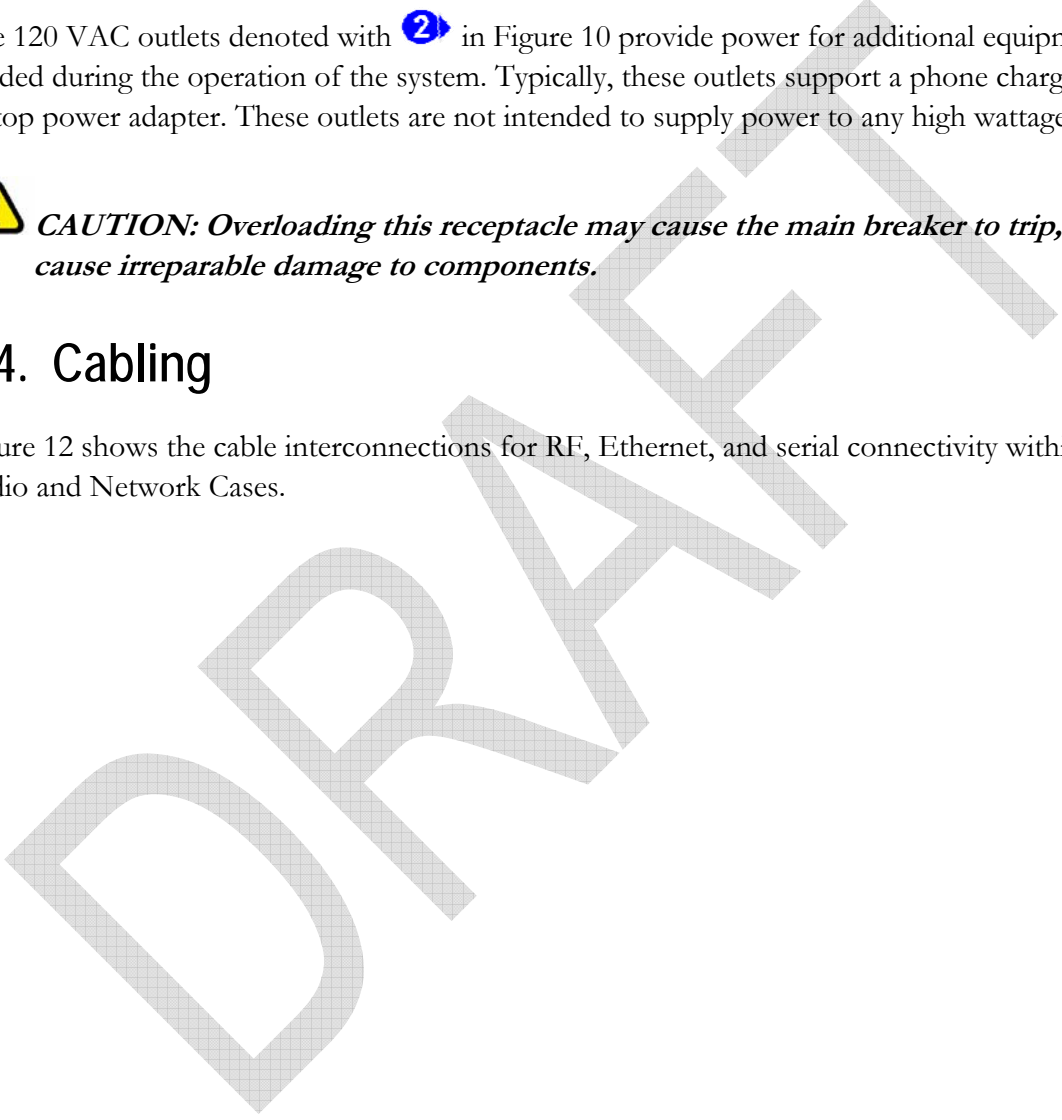 e 120 VAC outlets denoted with 2 in Figure 10 provide power for additional equipm
ded during the operation of the system. Typically, these outlets support a phone charg
top power adapter. These outlets are not intended to supply power to any high wattage
CAUTION: Overloading this receptacle may cause the main breaker to trip,
cause irreparable damage to components.
4. Cabling
ure 12 shows the cable interconnections for RF, Ethernet, and serial connectivity with
dio and Network Cases.
DRAFT